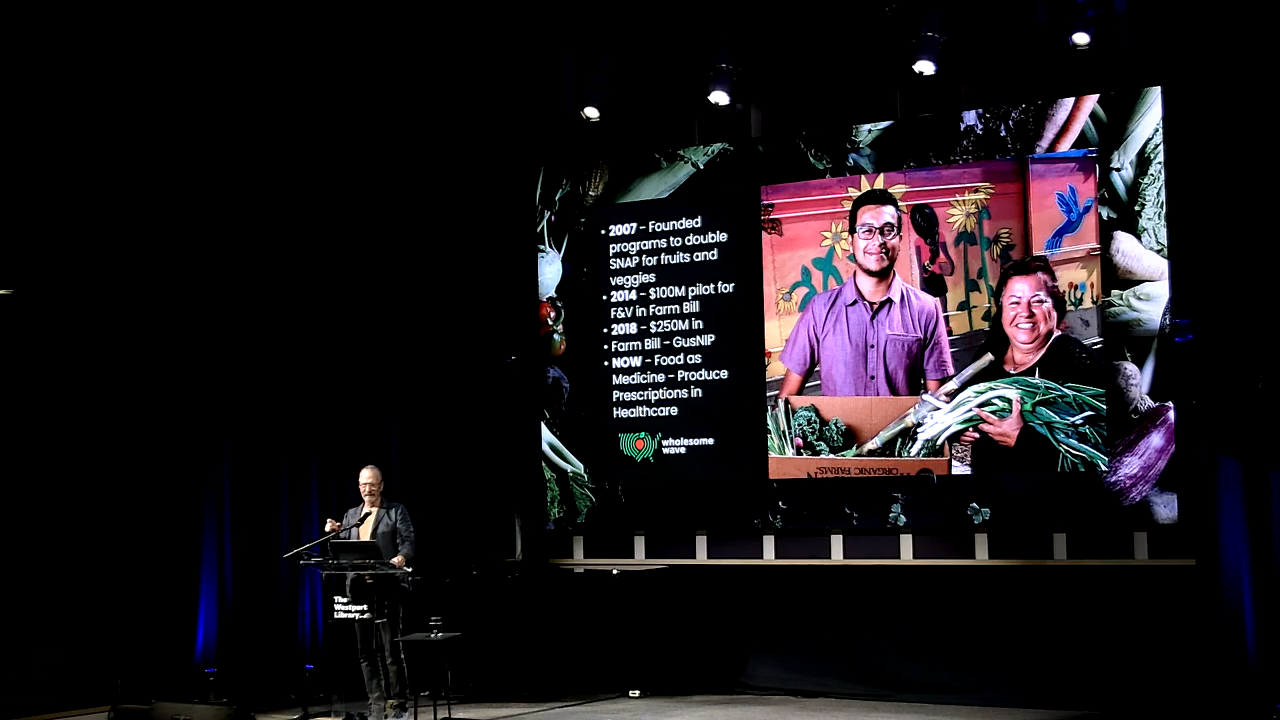 • 2007 – Founded
programs to double
SNAP for fruits and
veggies
• 2014 – $100M pilot for
F&V in Farm Bill
• 2018 – $250M in
• Farm Bill – GusNIP
• NOW – Food as
Medicine – Produce
Prescriptions in
Healthcare
wholesome
wave
ORGANIC FARMS.
The
Westport
Library